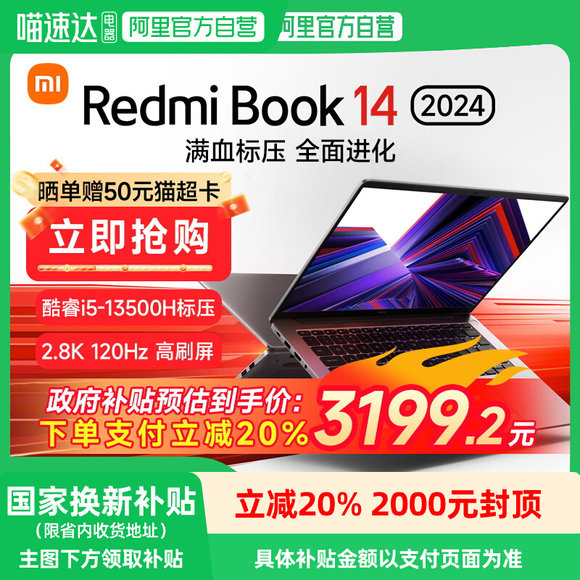 喵速达电器 阿里官方自营 阿里官方自营
mi
Redmi Book 14 2024
满血标压 全面进化
晒单赠50元猫超卡
立即抢购
酷睿i5-13500H标压
2.8K 120Hz 高刷屏
政府补贴预估到手价:
下单支付立减20% 3199.2元
国家换新补贴
(限省内收货地址)
主图下方领取补贴
立减20% 2000元封顶
具体补贴金额以支付页面为准